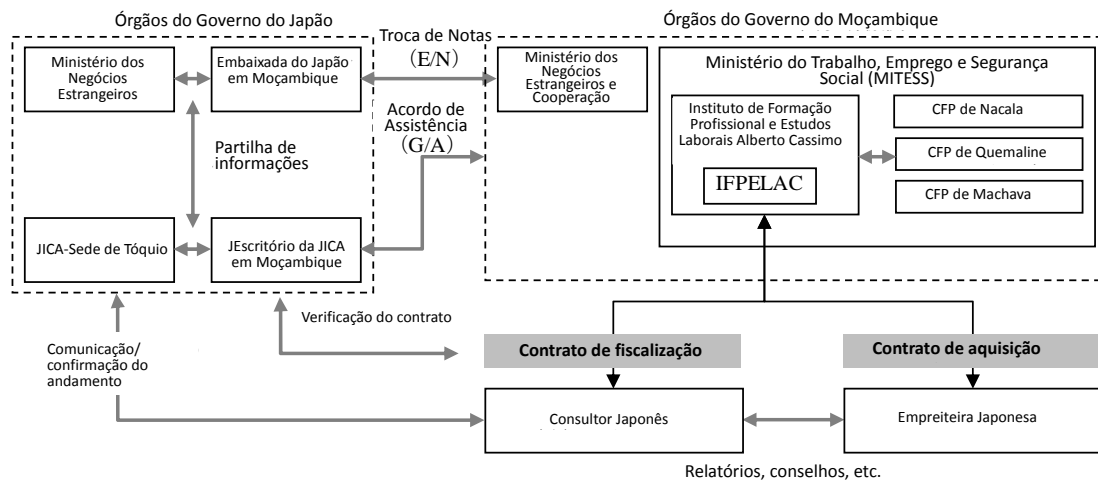 Órgãos do Governo do Japão
Órgãos do Governo do Moçambique
Ministério dos
Negócios
Estrangeiros
Embaixada do Japão
em Moçambique
Troca de Notas
(E/N)
Ministério dos
Negócios
Estrangeiros e
Cooperação
Ministério do Trabalho, Emprego e Segurança
Social (MITESS)
Instituto de Formação
Profissional e Estudos
Laborais Alberto Cassimo
IFPELAC
CFP de Nacala
CFP de Quemaline
CFP de Machava
Acordo de
Assistência
(G/A)
Partilha de
informações
JICA-Sede de Tóquio
JEscritório da JICA
em Moçambique
Verificação do contrato
Comunicação/
confirmação do
andamento
Contrato de fiscalização
Contrato de aquisição
Consultor Japonês
Empreiteira Japonesa
Relatórios, conselhos, etc.